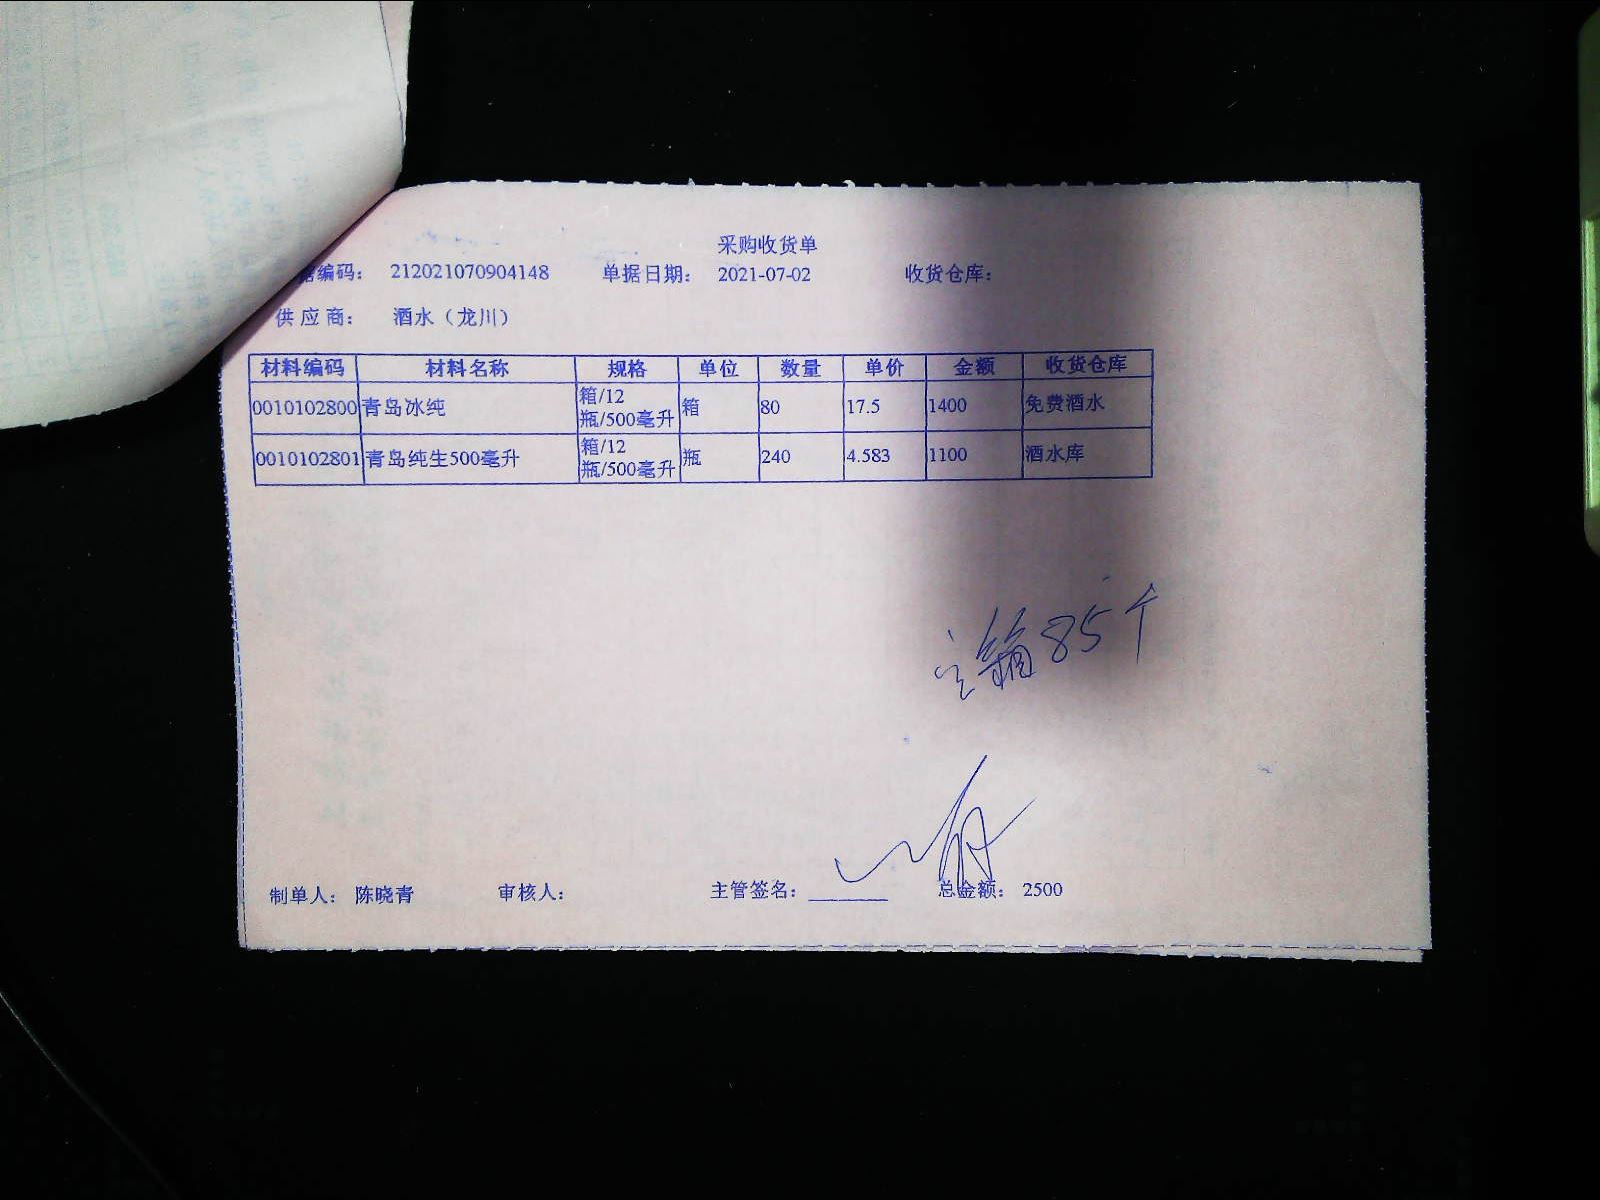 采购收货单
据编码： 212021070904148 单据日期： 2021-07-02 收货仓库：
供应商： 酒水（龙川）
材料编码 材料名称 规格 单位 数量 单价 金额 收货仓库
0010102800 青岛冰纯 箱/12瓶/500毫升 箱 80 17.5 1400 免费酒水
0010102801 青岛纯生500毫升 箱/12瓶/500毫升 瓶 240 4.583 1100 酒水库
空箱85个
制单人： 陈晓青 审核人： 主管签名： 总金额： 2500